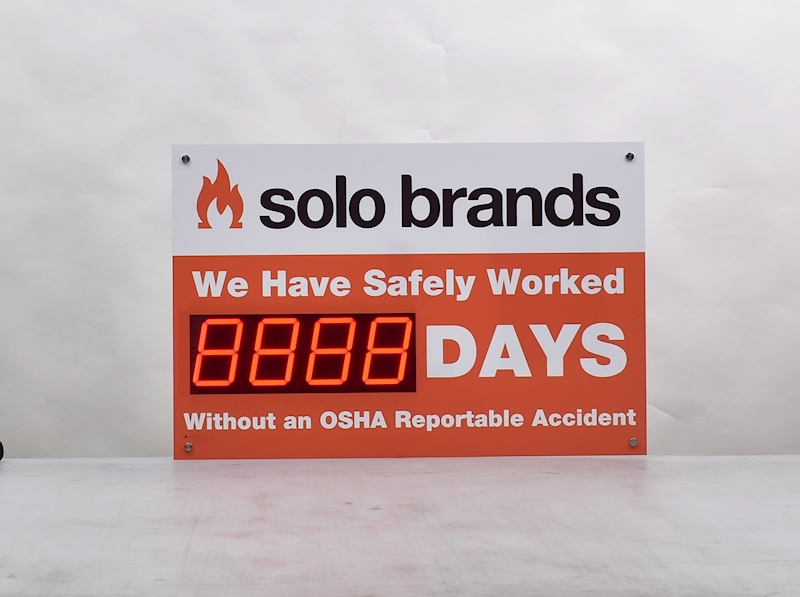 solo brands
We Have Safely Worked
8888 DAYS
Without an OSHA Reportable Accident